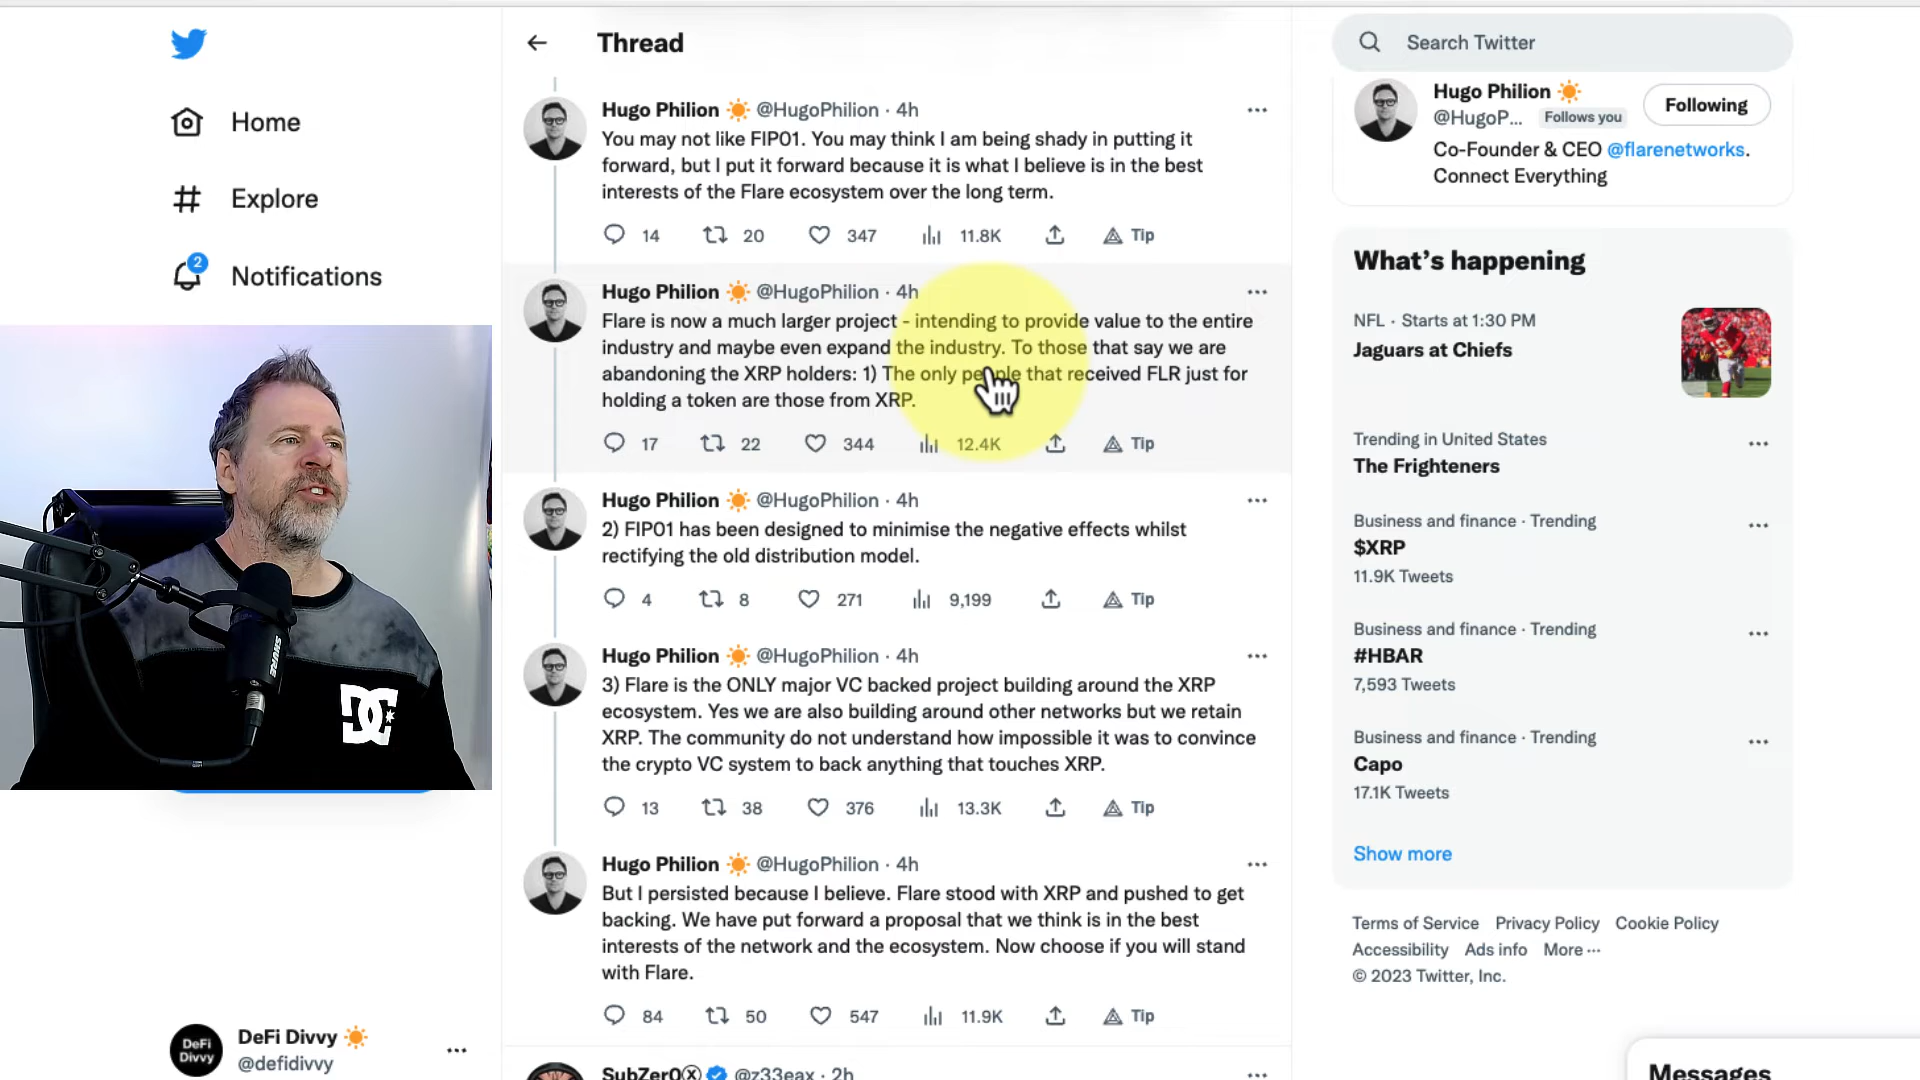 Thread
Search Twitter
Home
Explore
2
Notifications
Hugo Philion @HugoPhilion · 4h
You may not like FIP01. You may think I am being shady in putting it
forward, but I put it forward because it is what I believe is in the best
interests of the Flare ecosystem over the long term.
14 20 347 11.8K Tip
Hugo Philion @HugoPhilion · 4h
Flare is now a much larger project - intending to provide value to the entire
industry and maybe even expand the industry. To those that say we are
abandoning the XRP holders: 1) The only people that received FLR just for
holding a token are those from XRP.
17 22 344 12.4K Tip
Hugo Philion @HugoPhilion · 4h
2) FIP01 has been designed to minimise the negative effects whilst
rectifying the old distribution model.
4 8 271 9,199 Tip
Hugo Philion @HugoPhilion · 4h
3) Flare is the ONLY major VC backed project building around the XRP
ecosystem. Yes we are also building around other networks but we retain
XRP. The community do not understand how impossible it was to convince
the crypto VC system to back anything that touches XRP.
13 38 376 13.3K Tip
Hugo Philion @HugoPhilion · 4h
But I persisted because I believe. Flare stood with XRP and pushed to get
backing. We have put forward a proposal that we think is in the best
interests of the network and the ecosystem. Now choose if you will stand
with Flare.
84 50 547 11.9K Tip
SubZer0Ⓧ @z33eax · 2h
Hugo Philion
@HugoP... Follows you
Following
Co-Founder & CEO @flarenetworks.
Connect Everything
What's happening
NFL · Starts at 1:30 PM
Jaguars at Chiefs
Trending in United States
The Frighteners
Business and finance · Trending
$XRP
11.9K Tweets
Business and finance · Trending
#HBAR
7,593 Tweets
Business and finance · Trending
Capo
17.1K Tweets
Show more
Terms of Service Privacy Policy Cookie Policy
Accessibility Ads info More ···
© 2023 Twitter, Inc.
Messages
SHURE
DC
DeFi
Divvy
DeFi Divvy
@defidivvy